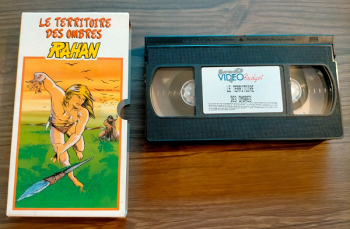 LE TERRITOIRE
DES OMBRES
RAHAN
VIDEO Budget
LE TERRITOIRE
DES OMBRES